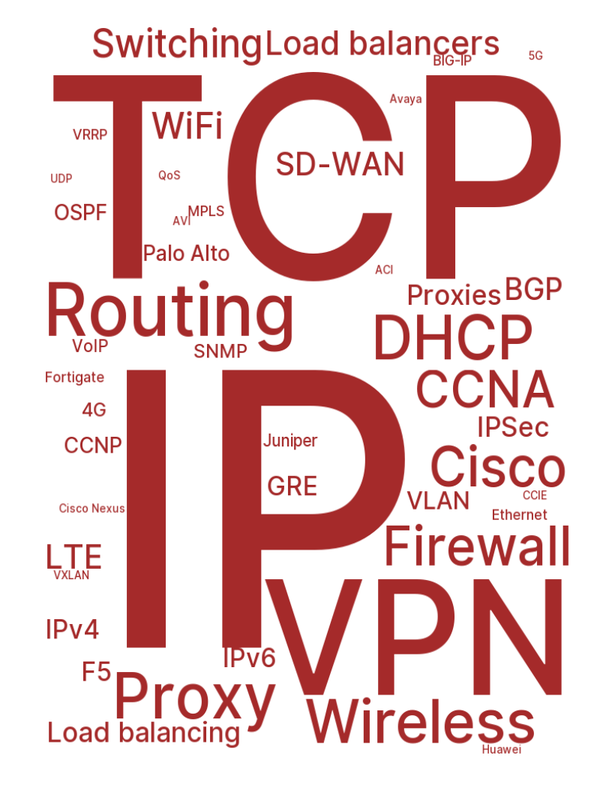 Switching
Load balancers
BIG-IP
5G
TCP
Avaya
WiFi
VRRP
SD-WAN
UDP
QoS
OSPF
MPLS
AVI
Palo Alto
ACI
Routing
Proxies
BGP
DHCP
VoIP
SNMP
IP
Fortigate
CCNA
4G
IPSec
CCNP
Juniper
Cisco
GRE
VLAN
CCIE
Cisco Nexus
Ethernet
Firewall
LTE
VXLAN
VPN
IPv4
IPv6
F5
Proxy
Wireless
Load balancing
Huawei